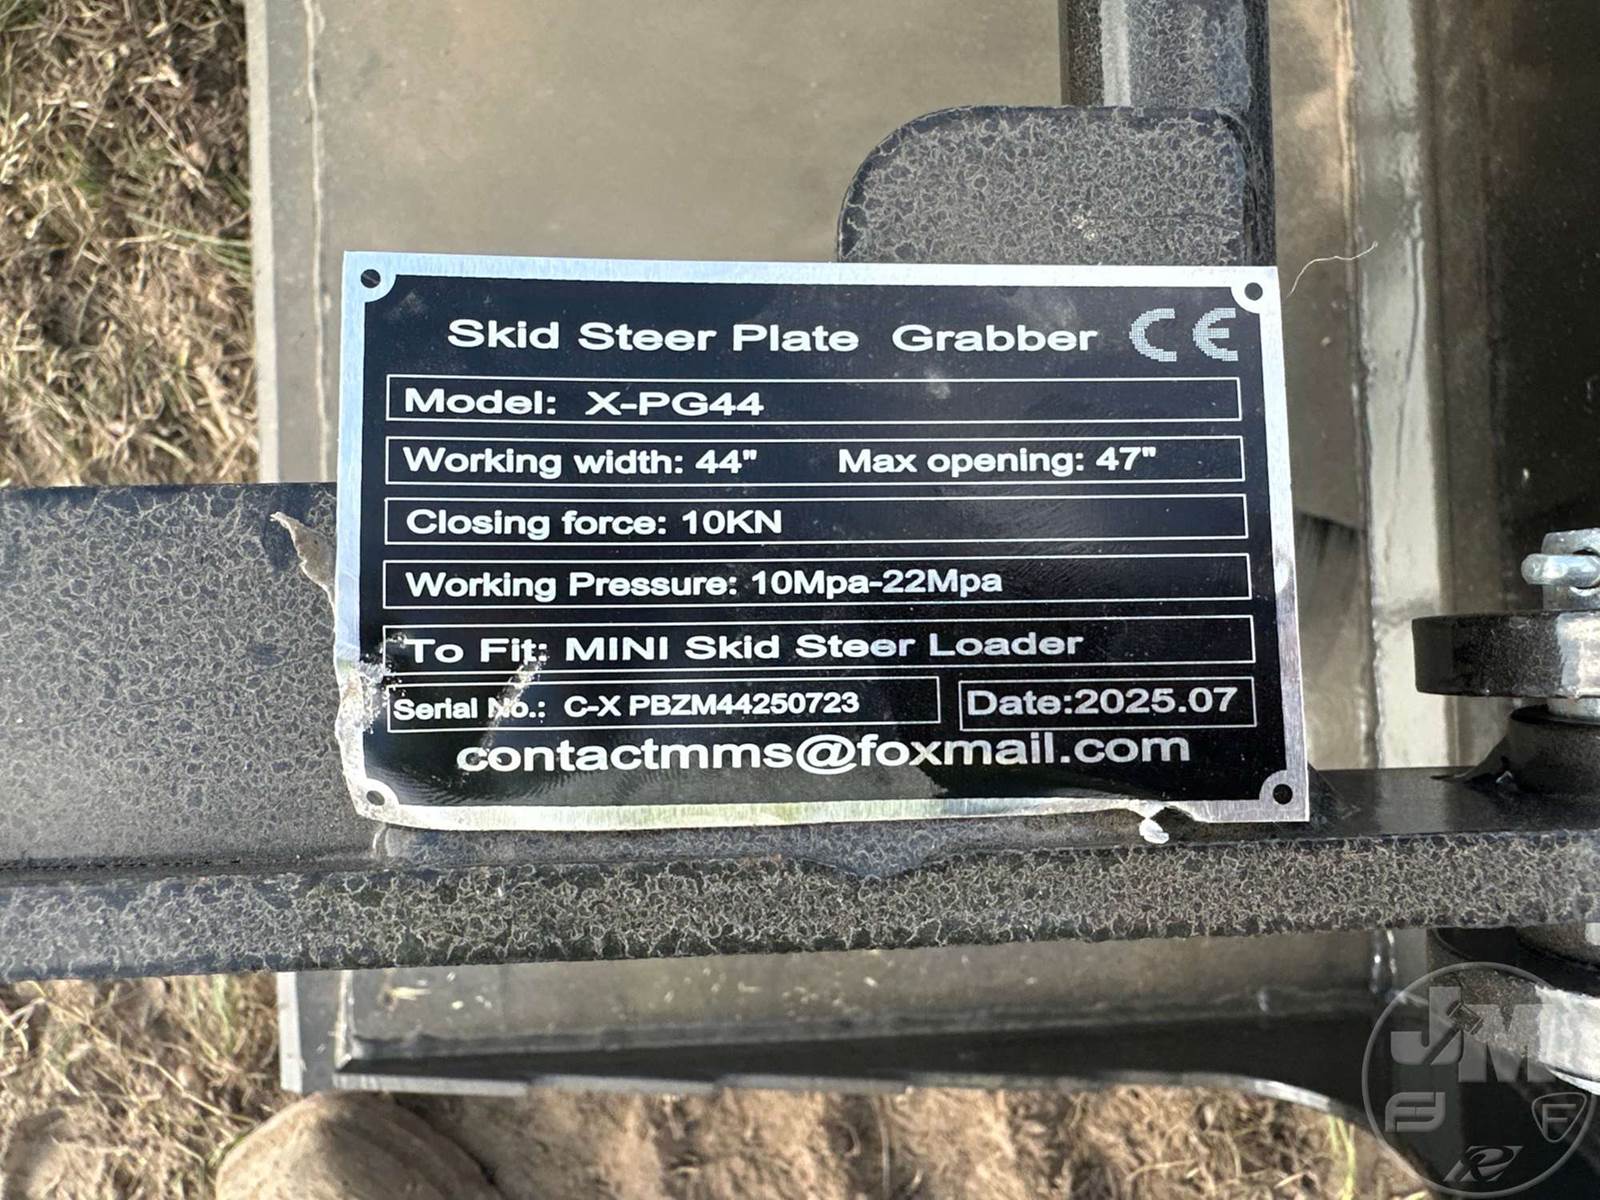 Skid Steer Plate Grabber CE
Model: X-PG44
Working width: 44" Max opening: 47"
Closing force: 10KN
Working Pressure: 10Mpa-22Mpa
To Fit: MINI Skid Steer Loader
Serial No.: C-X PBZM44250723 Date:2025.07
contactmms@foxmail.com
J M
F